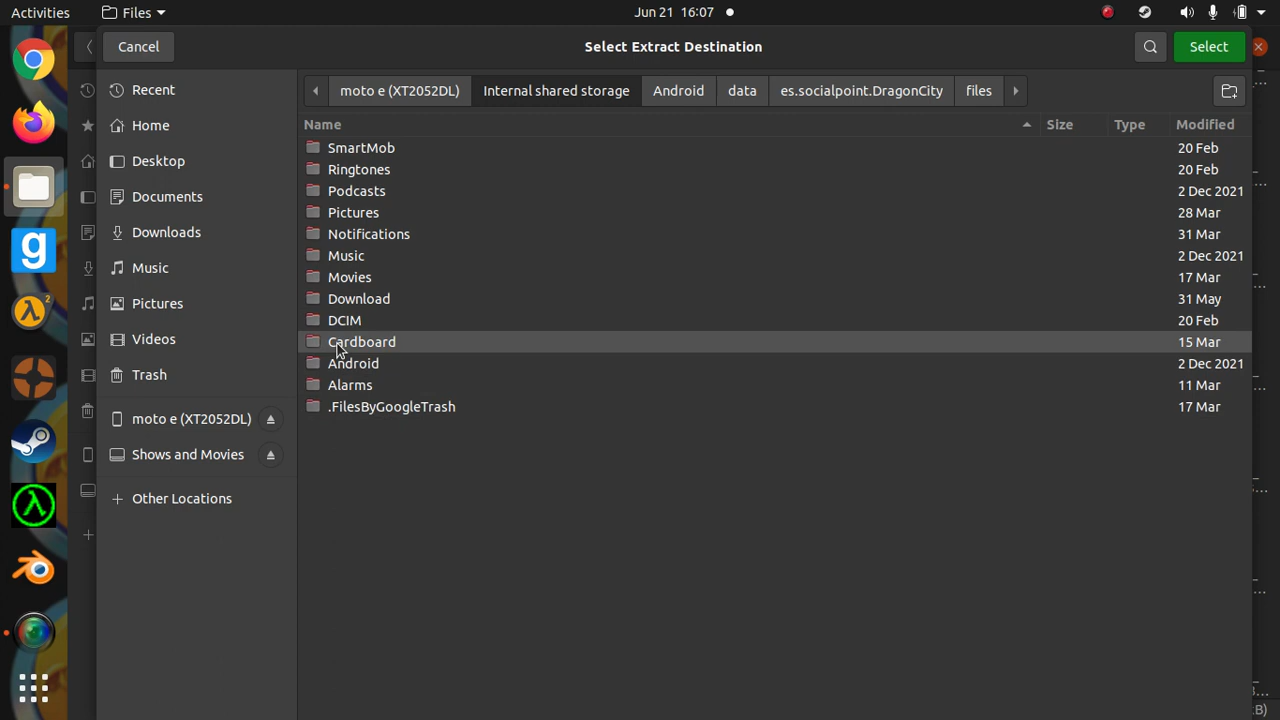 Activities Files Jun 21 16:07
Cancel Select Extract Destination Select
moto e (XT2052DL) Internal shared storage Android data es.socialpoint.DragonCity files
Name Size Type Modified
Recent
Home
Desktop
Documents
Downloads
Music
Pictures
Videos
Trash
moto e (XT2052DL)
Shows and Movies
Other Locations
SmartMob 20 Feb
Ringtones 20 Feb
Podcasts 2 Dec 2021
Pictures 28 Mar
Notifications 31 Mar
Music 2 Dec 2021
Movies 17 Mar
Download 31 May
DCIM 20 Feb
Cardboard 15 Mar
Android 2 Dec 2021
Alarms 11 Mar
.FilesByGoogleTrash 17 Mar